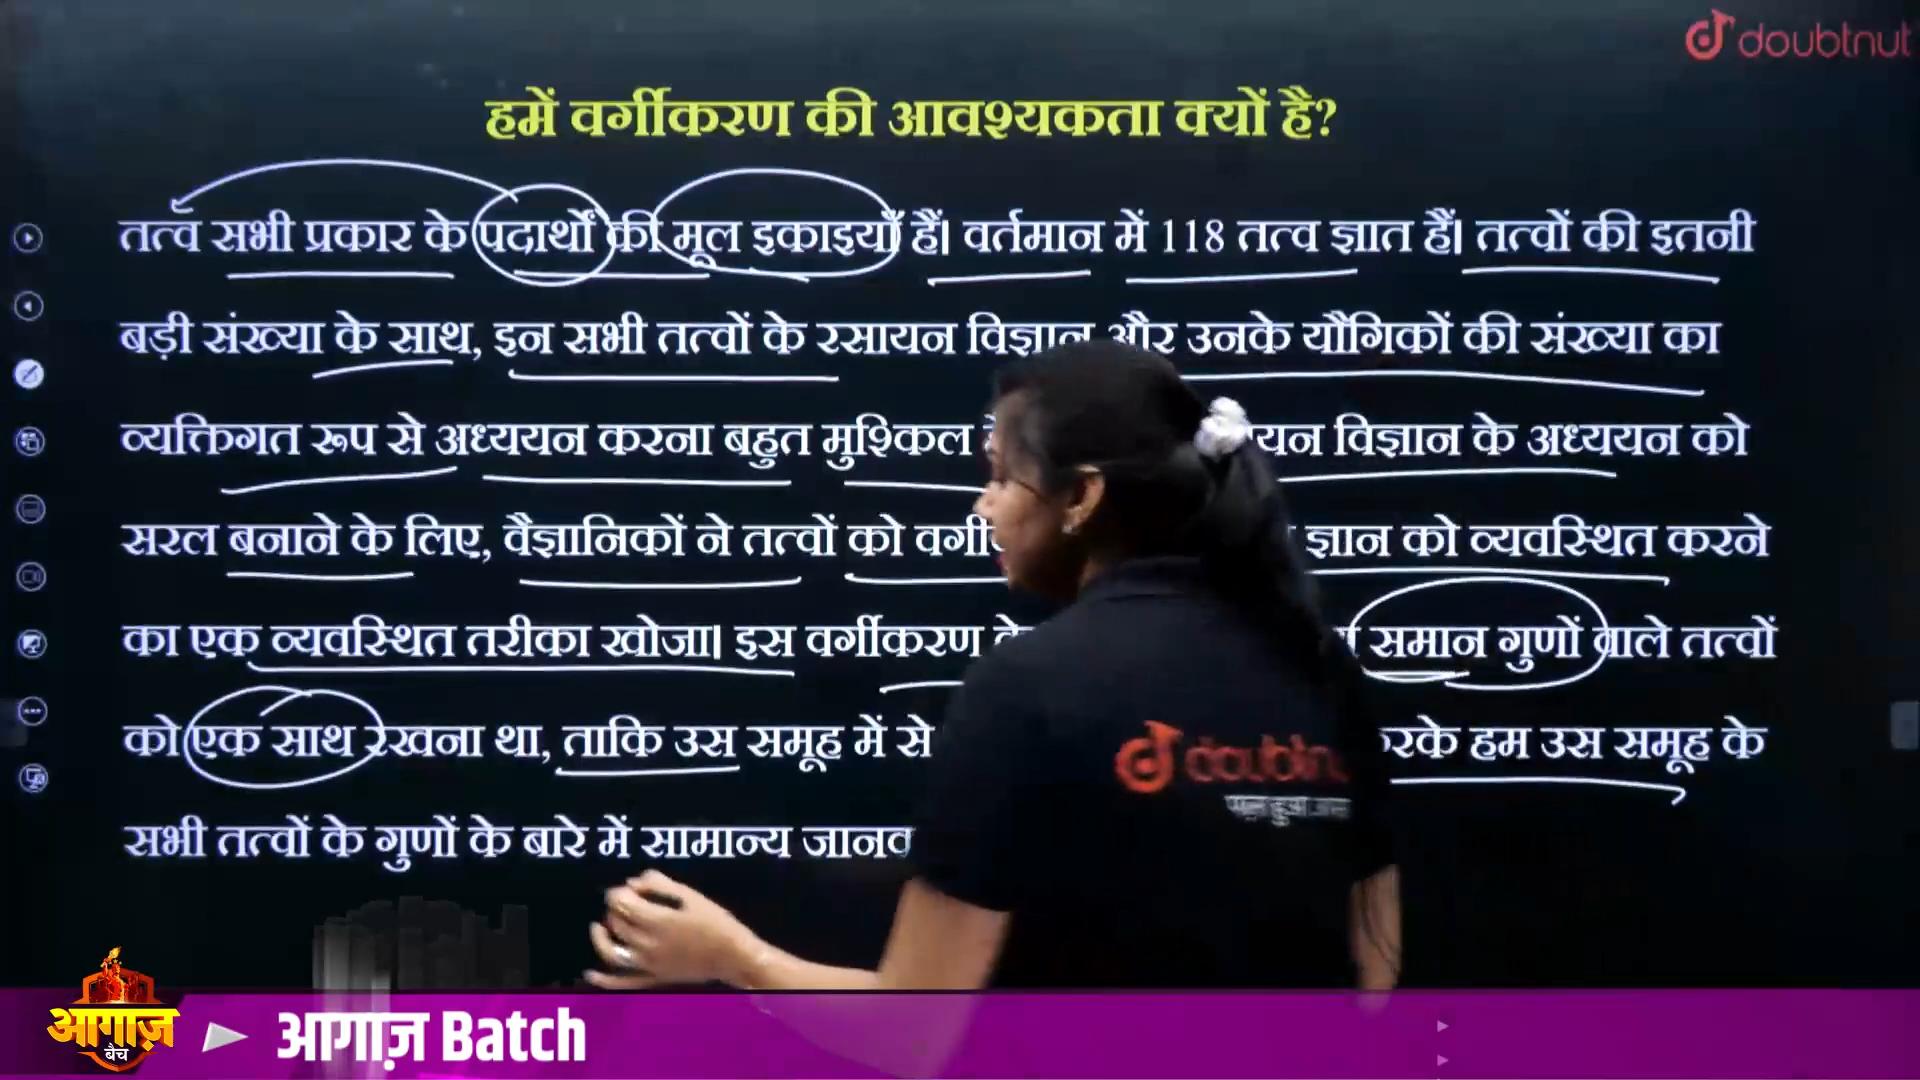 doubtnut
हमें वर्गीकरण की आवश्यकता क्यों है?
तत्व सभी प्रकार के पदार्थों की मूल इकाइयाँ हैं। वर्तमान में 118 तत्व ज्ञात हैं। तत्वों की इतनी
बड़ी संख्या के साथ, इन सभी तत्वों के रसायन विज्ञान और उनके यौगिकों की संख्या का
व्यक्तिगत रूप से अध्ययन करना बहुत मुश्किल विज्ञान के अध्ययन को
सरल बनाने के लिए, वैज्ञानिकों ने तत्वों को ज्ञान को व्यवस्थित करने
का एक व्यवस्थित तरीका खोजा। इस वर्गीकरण समान गुणों वाले तत्वों
को एक साथ रखना था, ताकि उस समूह में से हम उस समूह के
सभी तत्वों के गुणों के बारे में सामान्य
doubtnut
आगाज़
बैच
आगाज़ Batch